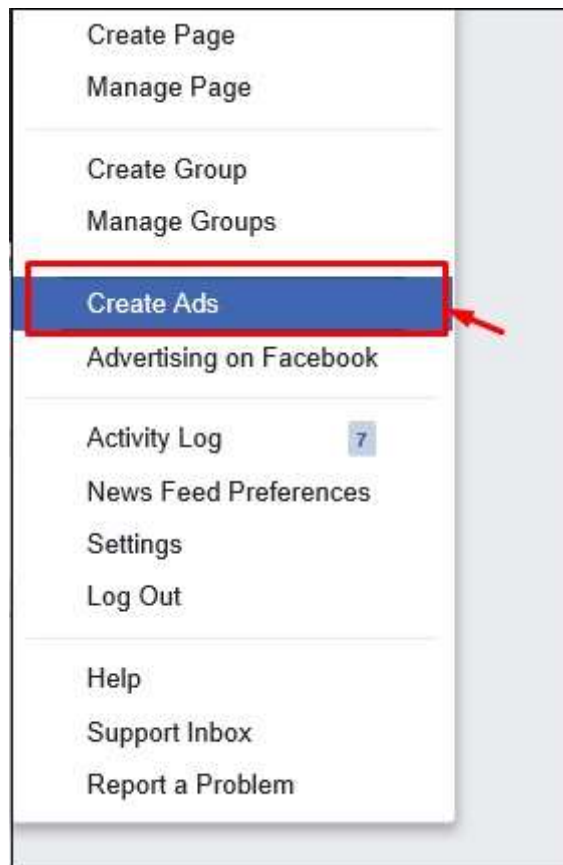 Create Page
Manage Page
Create Group
Manage Groups
Create Ads
Advertising on Facebook
Activity Log 7
News Feed Preferences
Settings
Log Out
Help
Support Inbox
Report a Problem